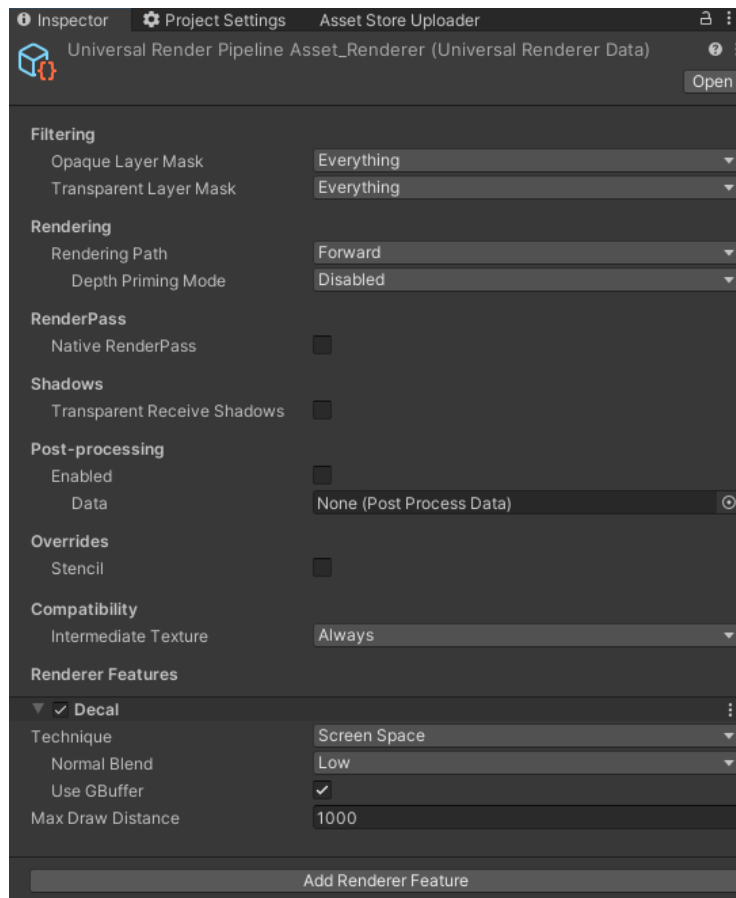 Inspector Project Settings Asset Store Uploader
Universal Render Pipeline Asset_Renderer (Universal Renderer Data)
Open
Filtering
Opaque Layer Mask Everything
Transparent Layer Mask Everything
Rendering
Rendering Path Forward
Depth Priming Mode Disabled
RenderPass
Native RenderPass
Shadows
Transparent Receive Shadows
Post-processing
Enabled
Data None (Post Process Data)
Overrides
Stencil
Compatibility
Intermediate Texture Always
Renderer Features
Decal
Technique Screen Space
Normal Blend Low
Use GBuffer
Max Draw Distance 1000
Add Renderer Feature